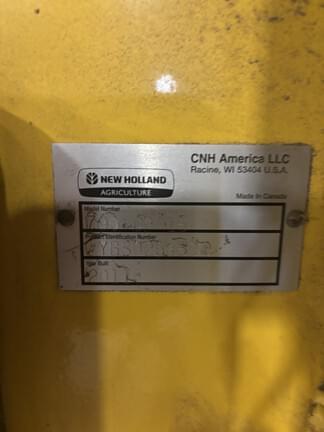 CNH America LLC
Racine, WI 53404 U.S.A.
NEW HOLLAND
AGRICULTURE
Made in Canada
Model Number
Product Identification Number
Year Built